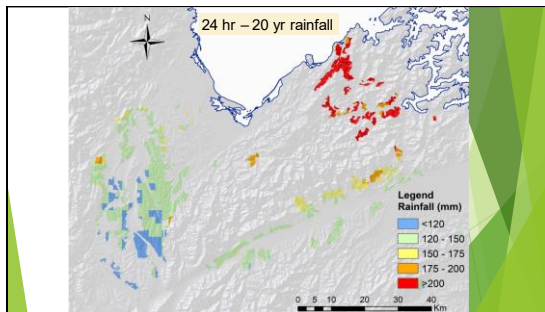 24 hr – 20 yr rainfall
N
Legend
Rainfall (mm)
<120
120 - 150
150 - 175
175 - 200
>200
0 5 10 20 30 40
Km